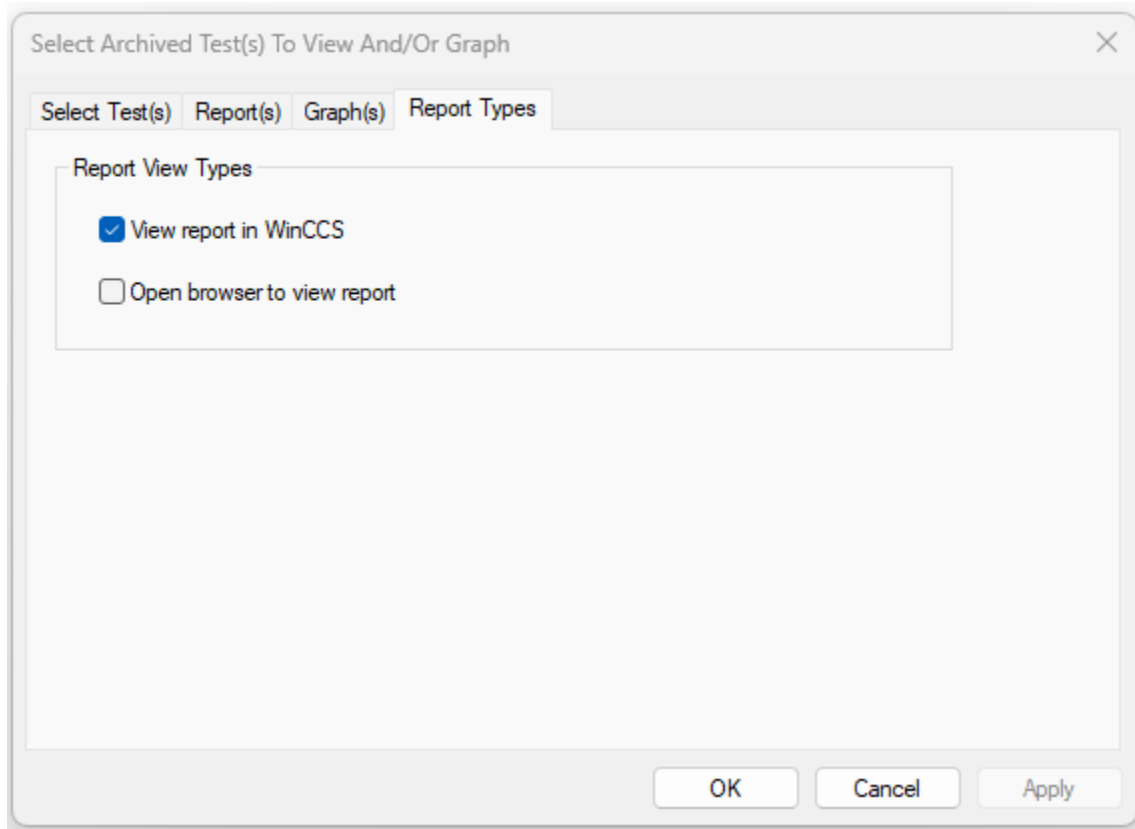 Select Archived Test(s) To View And/Or Graph
Select Test(s) Report(s) Graph(s) Report Types
Report View Types
View report in WinCCS
Open browser to view report
OK Cancel Apply